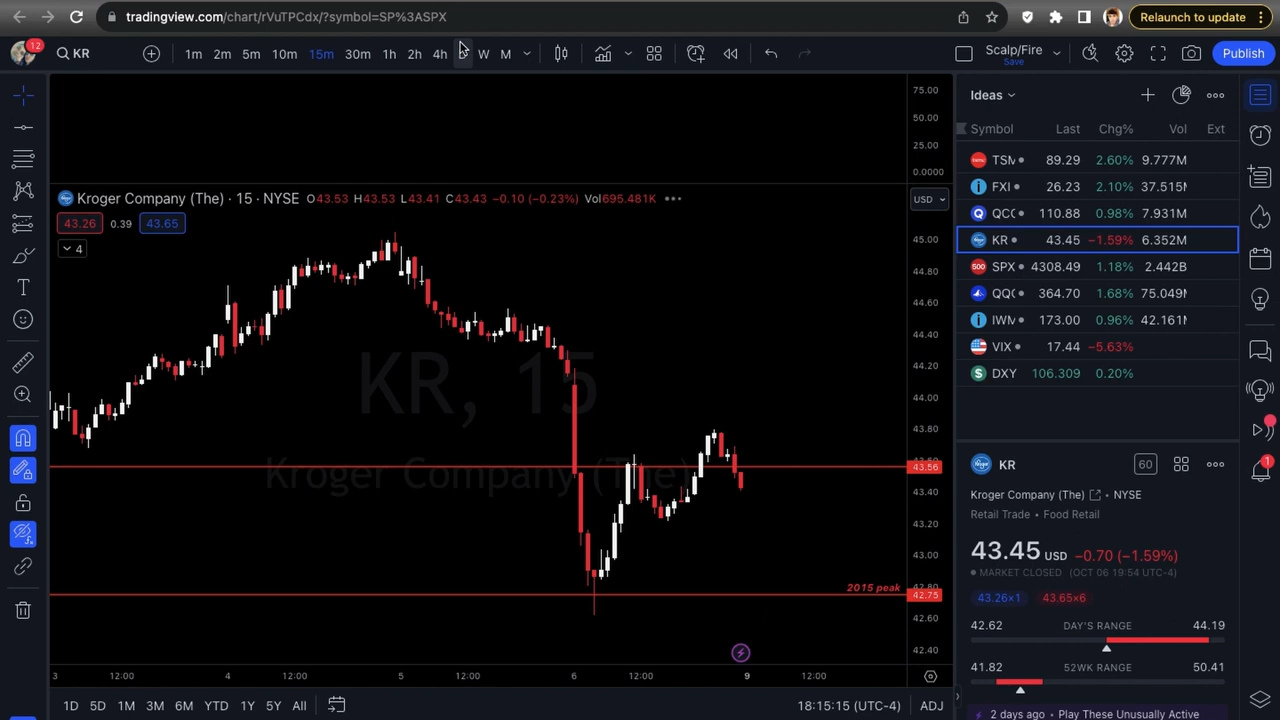 tradingview.com/chart/rVuTPCdx/?symbol=SP%3ASPX
Relaunch to update
12
KR
1m 2m 5m 10m 15m 30m 1h 2h 4h D W M
Scalp/Fire
Save
Publish
Ideas
Symbol Last Chg% Vol Ext
TSM 89.29 2.60% 9.777M
FXI 26.23 2.10% 37.515M
QCO 110.88 0.98% 7.931M
KR 43.45 −1.59% 6.352M
SPX 4308.49 1.18% 2.442B
QQQ 364.70 1.68% 75.049M
IWM 173.00 0.96% 42.161M
VIX 17.44 −5.63%
DXY 106.309 0.20%
75.00
50.00
25.00
0.0000
Kroger Company (The) · 15 · NYSE O43.53 H43.53 L43.41 C43.43 −0.10 (−0.23%) Vol695.481K
USD
43.26 0.39 43.65
4
45.00
44.80
44.60
44.40
44.20
44.00
43.80
43.56
43.40
43.20
43.00
42.80
42.75
42.60
42.40
KR, 15
Kroger Company (The)
2015 peak
3 12:00 4 12:00 5 12:00 6 12:00 9 12:00
1D 5D 1M 3M 6M YTD 1Y 5Y All
18:15:15 (UTC-4) ADJ
KR
60
Kroger Company (The) • NYSE
Retail Trade • Food Retail
43.45 USD −0.70 (−1.59%)
MARKET CLOSED (OCT 06 19:54 UTC-4)
43.26×1 43.65×6
42.62 DAY'S RANGE 44.19
41.82 52WK RANGE 50.41
2 days ago • Play These Unusually Active
1